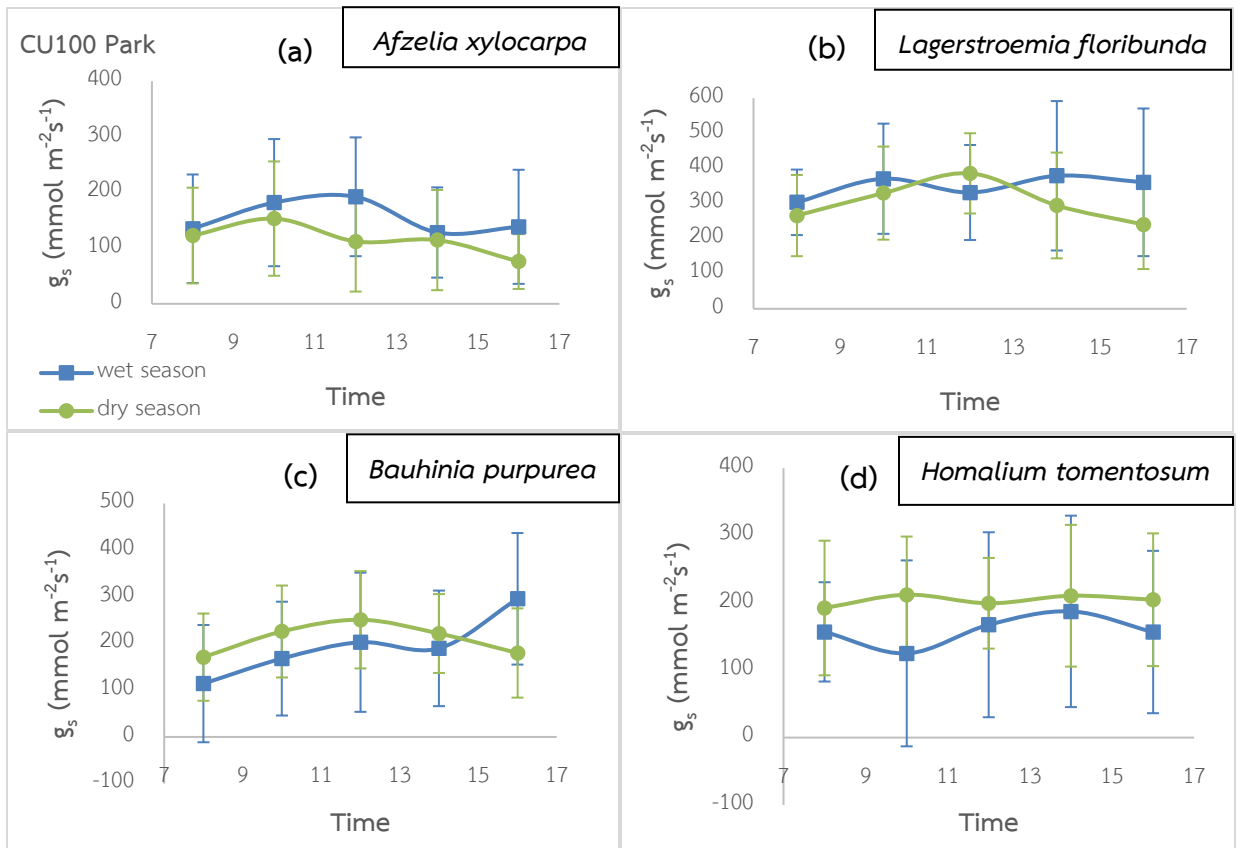 CU100 Park
(a)
Afzelia xylocarpa
400
300
200
100
0
gs (mmol m-2s-1)
7 9 11 13 15 17
Time
wet season
dry season
(b)
Lagerstroemia floribunda
600
500
400
300
200
100
0
gs (mmol m-2s-1)
7 9 11 13 15 17
Time
(c)
Bauhinia purpurea
500
400
300
200
100
0
-100
gs (mmol m-2s-1)
7 9 11 13 15 17
Time
(d)
Homalium tomentosum
400
300
200
100
0
-100
gs (mmol m-2s-1)
7 9 11 13 15 17
Time